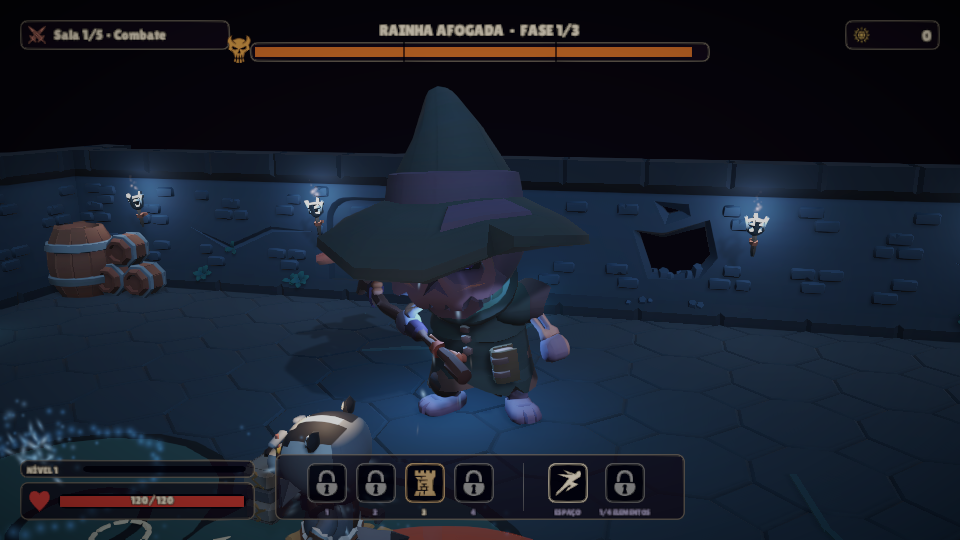 Sala 1/5 · Combate
RAINHA AFOGADA · FASE 1/3
0
NÍVEL 1
120/120
1 2 3 4 ESPAÇO 1/4 ELEMENTOS